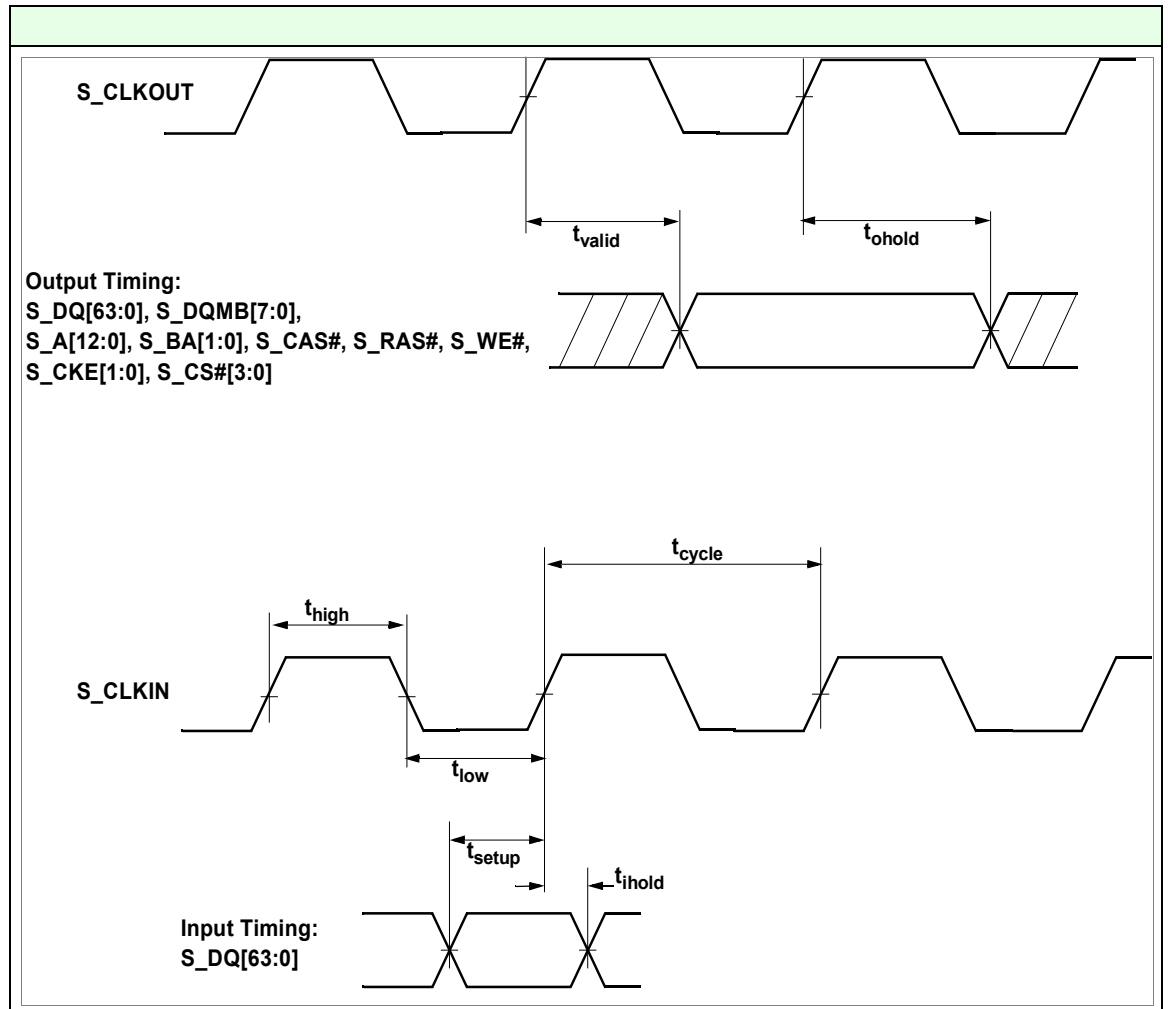 S_CLKOUT
tvalid
tohold
Output Timing:
S_DQ[63:0], S_DQMB[7:0],
S_A[12:0], S_BA[1:0], S_CAS#, S_RAS#, S_WE#,
S_CKE[1:0], S_CS#[3:0]
tcycle
thigh
S_CLKIN
tlow
tsetup
tihold
Input Timing:
S_DQ[63:0]